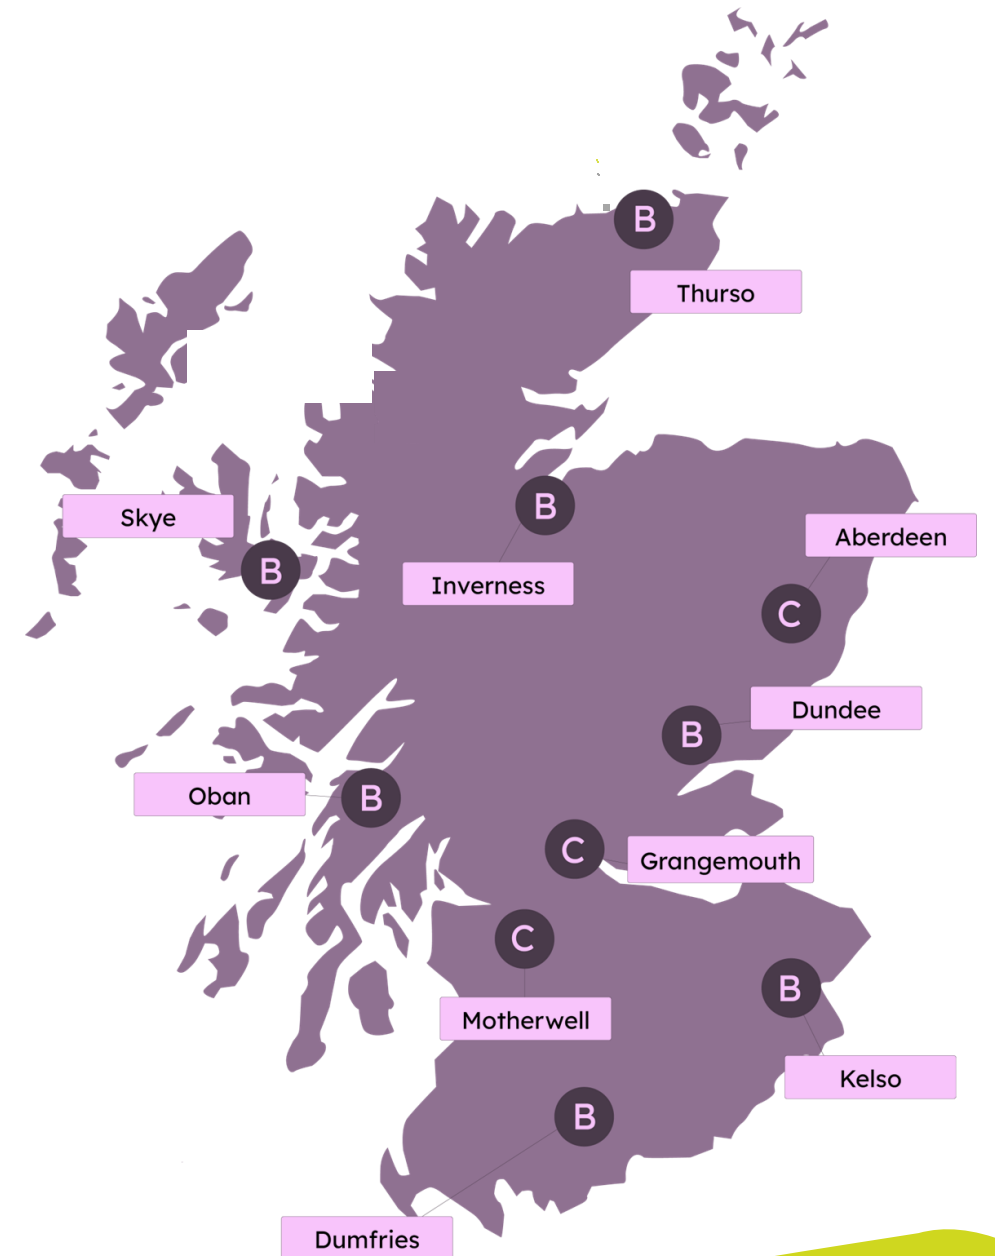 B
Thurso
Skye
B
B
Inverness
Aberdeen
C
Dundee
B
Oban
B
C
Grangemouth
C
Motherwell
B
Kelso
B
Dumfries